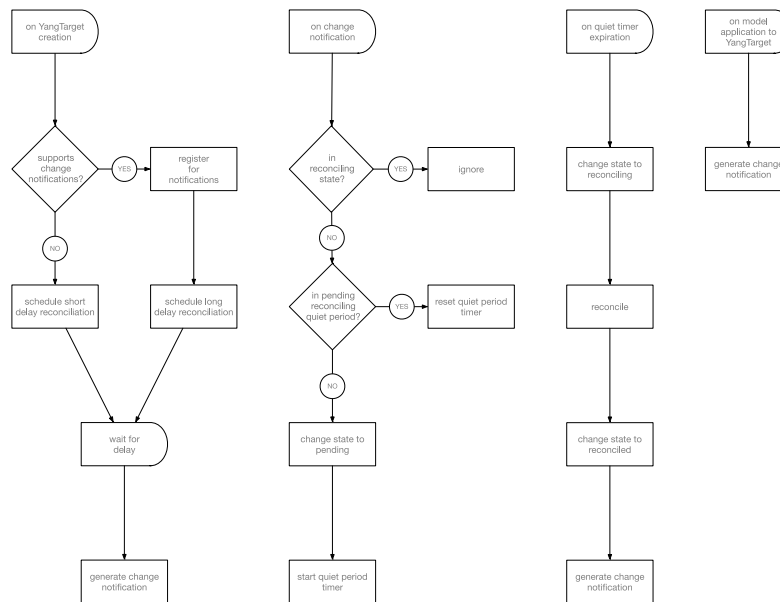 on YangTarget
creation
supports
change
notifications?
YES
register
for
notifications
NO
schedule short
delay reconciliation
schedule long
delay reconciliation
wait for
delay
generate change
notification
on change
notification
in
reconciling
state?
YES
ignore
NO
in pending
reconciling
quiet period?
YES
reset quiet period
timer
NO
change state to
pending
start quiet period
timer
on quiet timer
expiration
change state to
reconciling
reconcile
change state to
reconciled
generate change
notification
on model
application to
YangTarget
generate change
notification